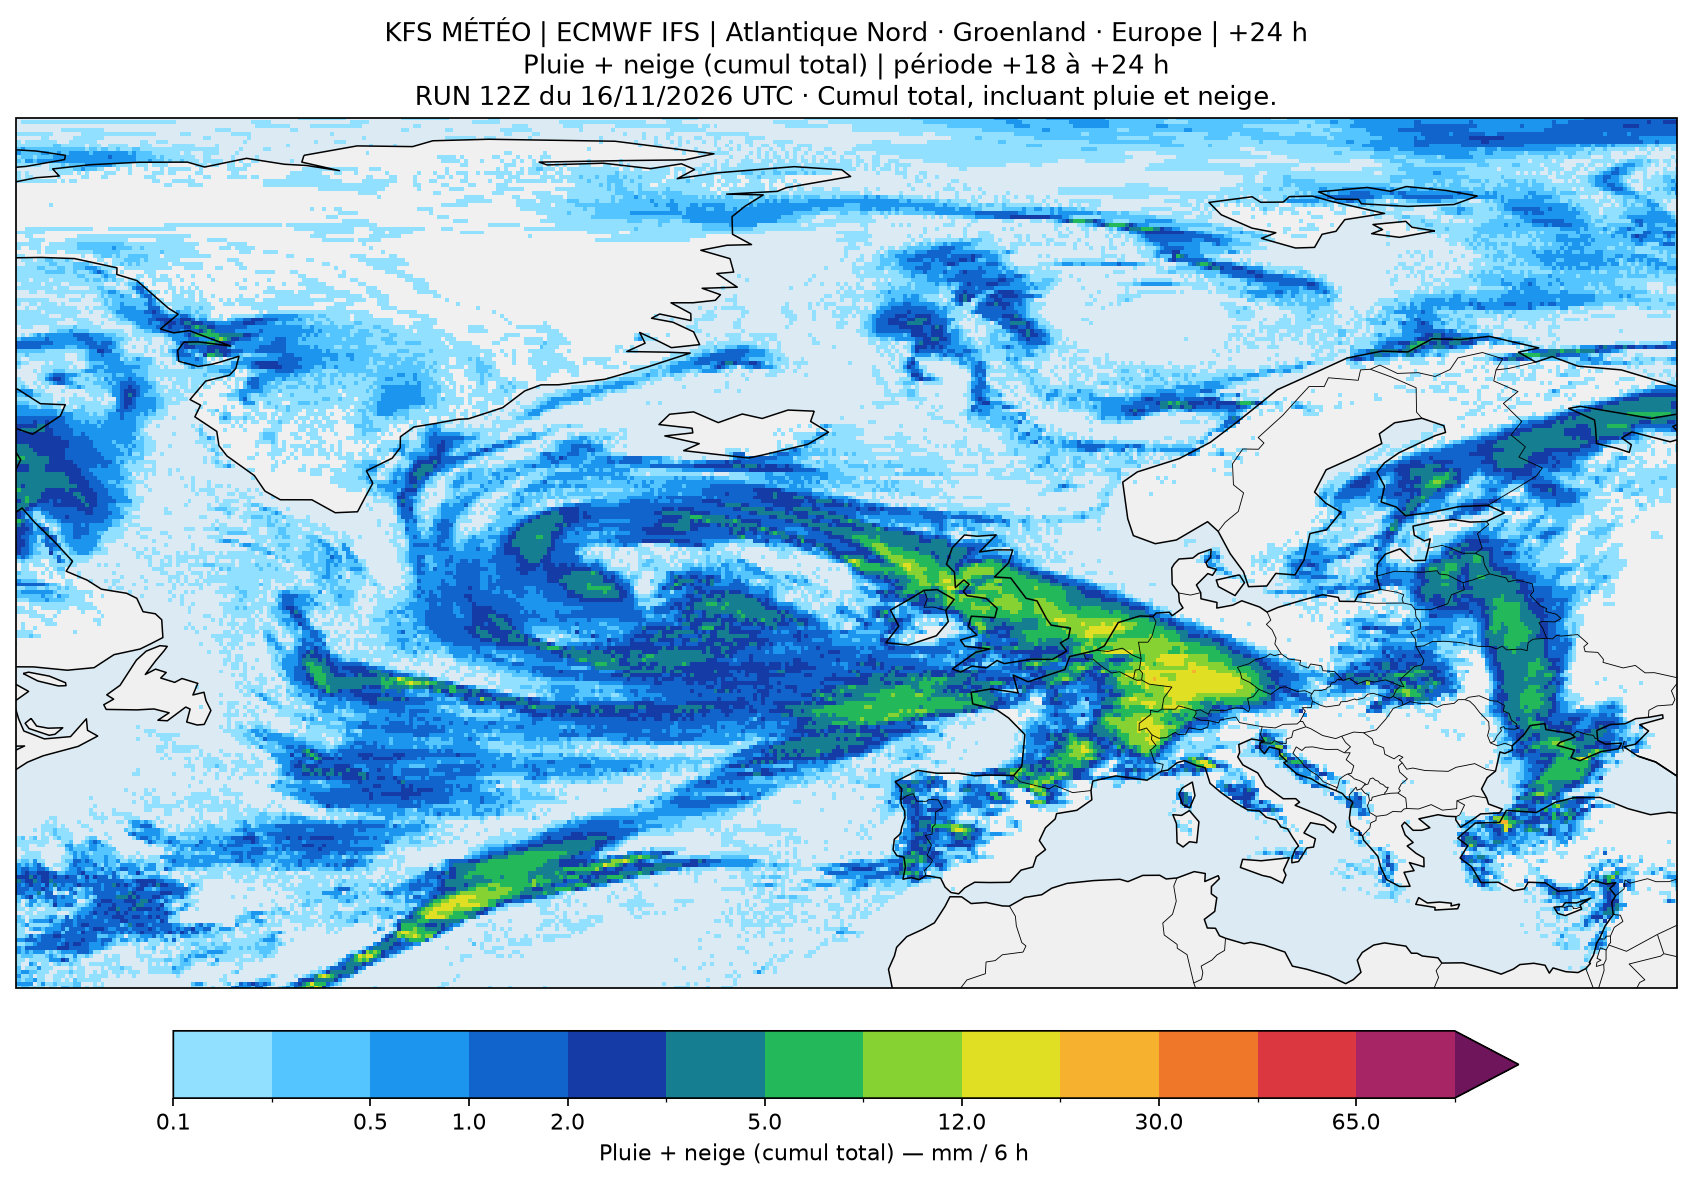 KFS MÉTÉO | ECMWF IFS | Atlantique Nord · Groenland · Europe | +24 h
Pluie + neige (cumul total) | période +18 à +24 h
RUN 12Z du 16/11/2026 UTC · Cumul total, incluant pluie et neige.
0.1 0.5 1.0 2.0 5.0 12.0 30.0 65.0
Pluie + neige (cumul total) — mm / 6 h